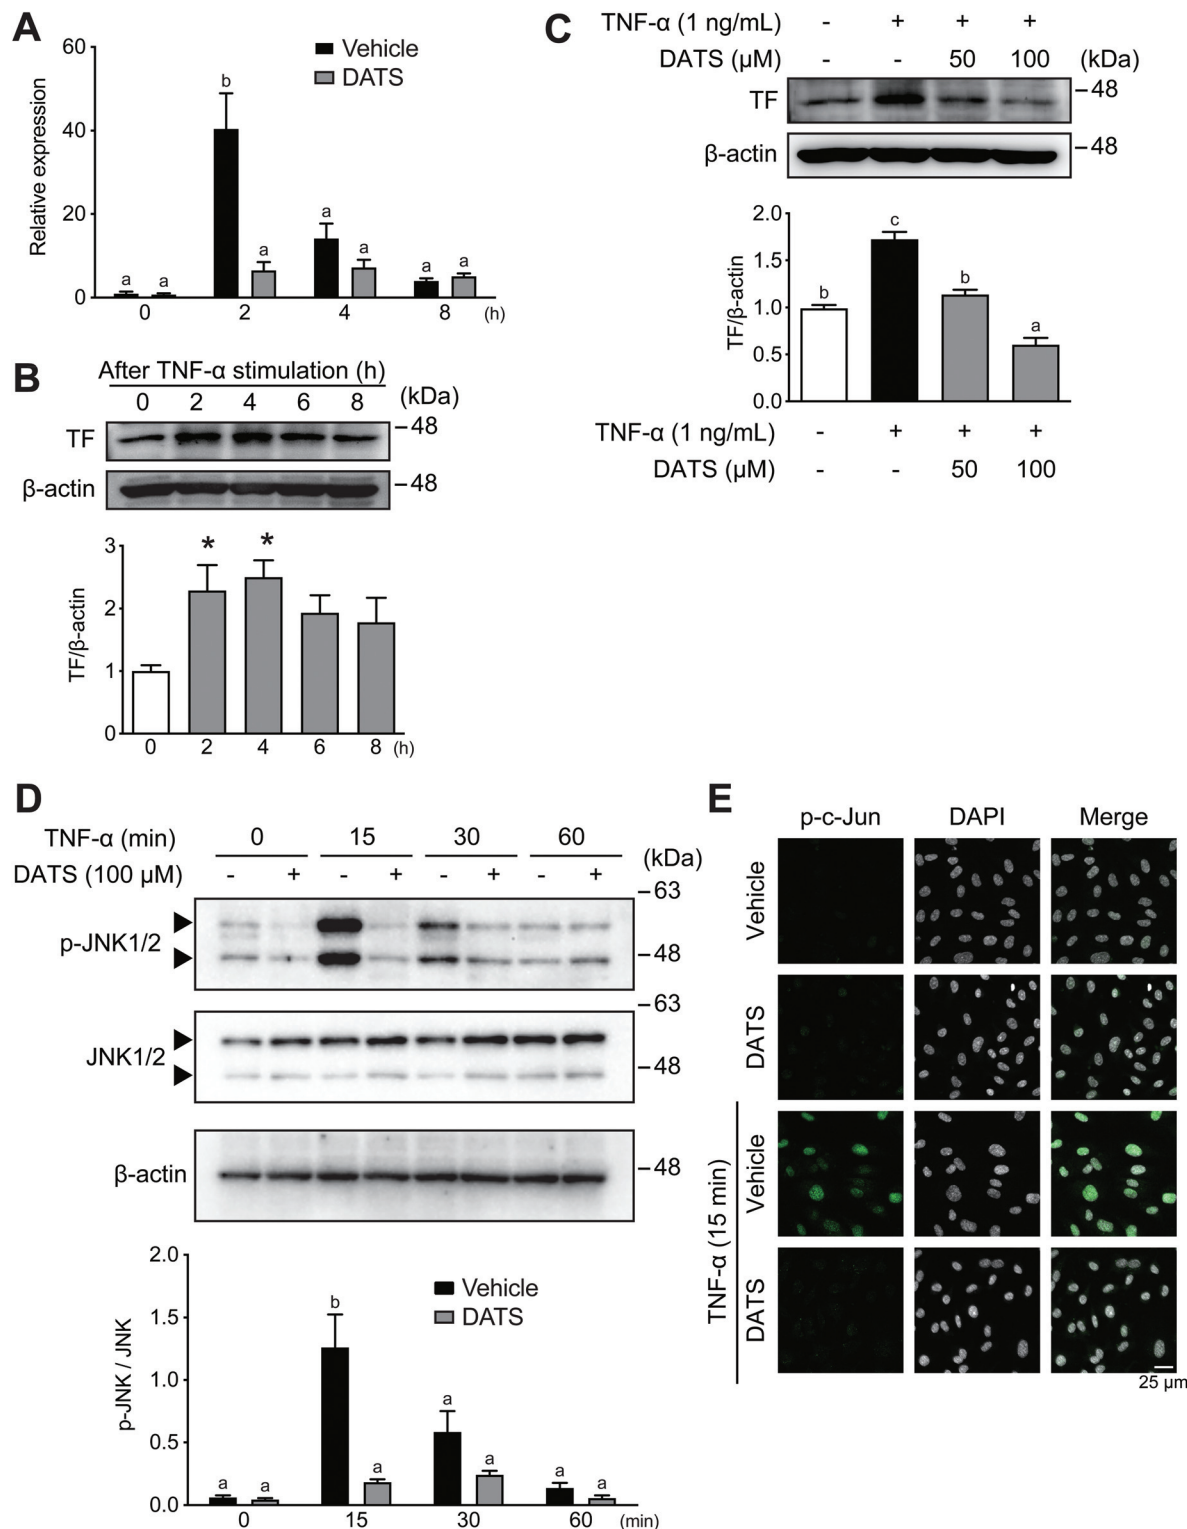 A
60
40
20
0
Relative expression
Vehicle
DATS
a a b a a a a a
0 2 4 8 (h)
B
After TNF-α stimulation (h)
0 2 4 6 8 (kDa)
TF
48
β-actin
48
3
2
1
0
TF/β-actin
* *
0 2 4 6 8 (h)
C
TNF-α (1 ng/mL) - + + +
DATS (μM) - - 50 100 (kDa)
TF
48
β-actin
48
2.0
1.5
1.0
0.5
0.0
TF/β-actin
b c b a
TNF-α (1 ng/mL) - + + +
DATS (μM) - - 50 100
D
TNF-α (min) 0 15 30 60
DATS (100 μM) - + - + - + - + (kDa)
63
p-JNK1/2
48
63
JNK1/2
48
β-actin
48
2.0
1.5
1.0
0.5
0.0
p-JNK / JNK
Vehicle
DATS
a a b a a a a a
0 15 30 60 (min)
E
p-c-Jun DAPI Merge
Vehicle
DATS
TNF-α (15 min)
Vehicle
DATS
25 μm